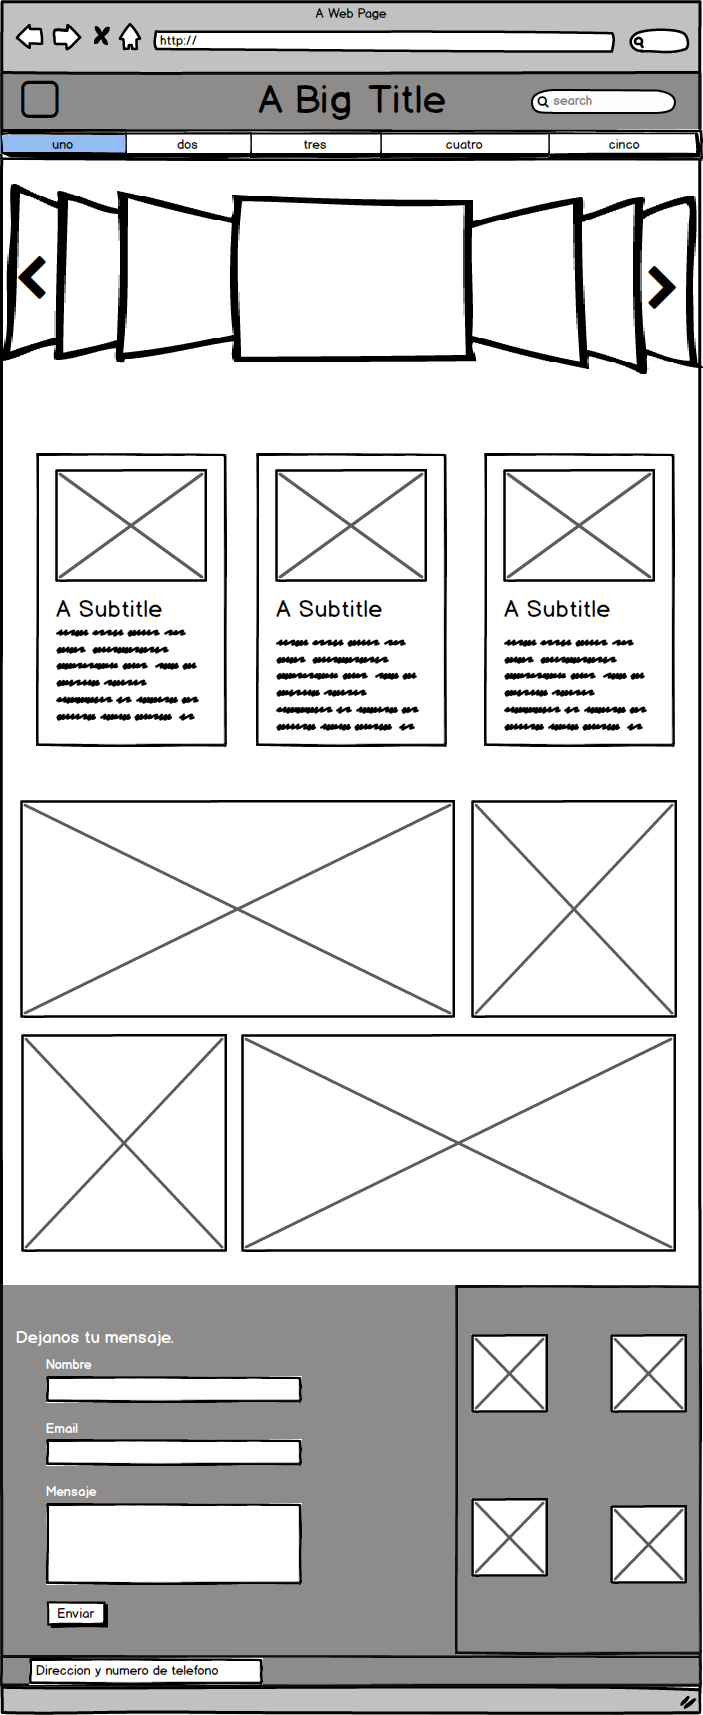 A Web Page
http://
A Big Title
search
uno dos tres cuatro cinco
A Subtitle A Subtitle A Subtitle
Dejanos tu mensaje.
Nombre
Email
Mensaje
Enviar
Direccion y numero de telefono